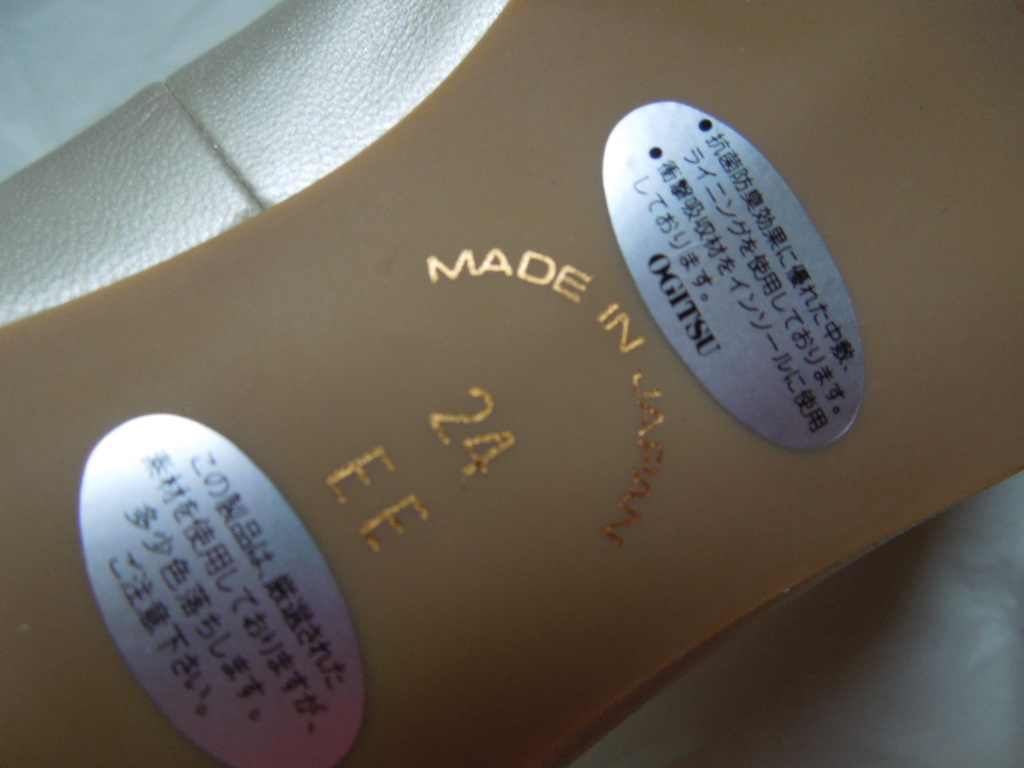 MADE IN JAPAN
24
EE
● 抗菌防臭効果に優れた中敷、
ライニングを使用しております。
● 衝撃吸収材をインソールに使用
しております。
OGITSU
この製品は、厳選された
素材を使用しておりますが、
多少色落ちします。
ご注意下さい。